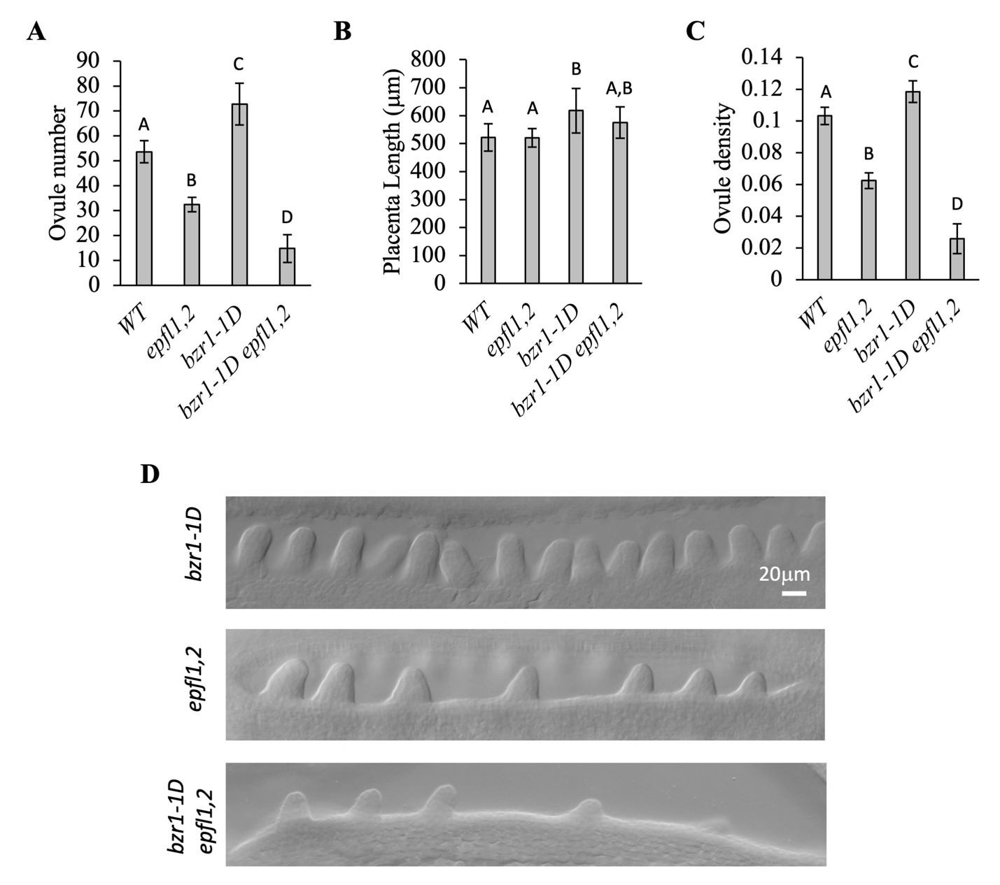 A
Ovule number
90
80
70
60
50
40
30
20
10
0
A
B
C
D
WT
epfl1,2
bzr1-1D
bzr1-1D epfl1,2
B
Placenta Length (µm)
800
700
600
500
400
300
200
100
0
A
A
B
A,B
WT
epfl1,2
bzr1-1D
bzr1-1D epfl1,2
C
Ovule density
0.14
0.12
0.1
0.08
0.06
0.04
0.02
0
A
B
C
D
WT
epfl1,2
bzr1-1D
bzr1-1D epfl1,2
D
bzr1-1D
20µm
epfl1,2
bzr1-1D
epfl1,2